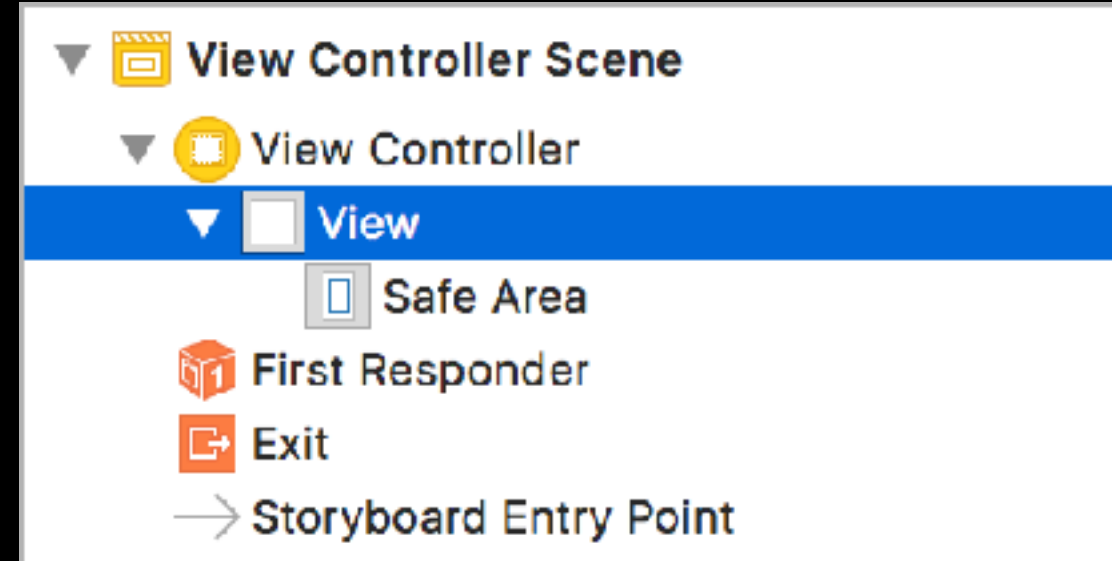 View Controller Scene
View Controller
View
Safe Area
First Responder
Exit
Storyboard Entry Point